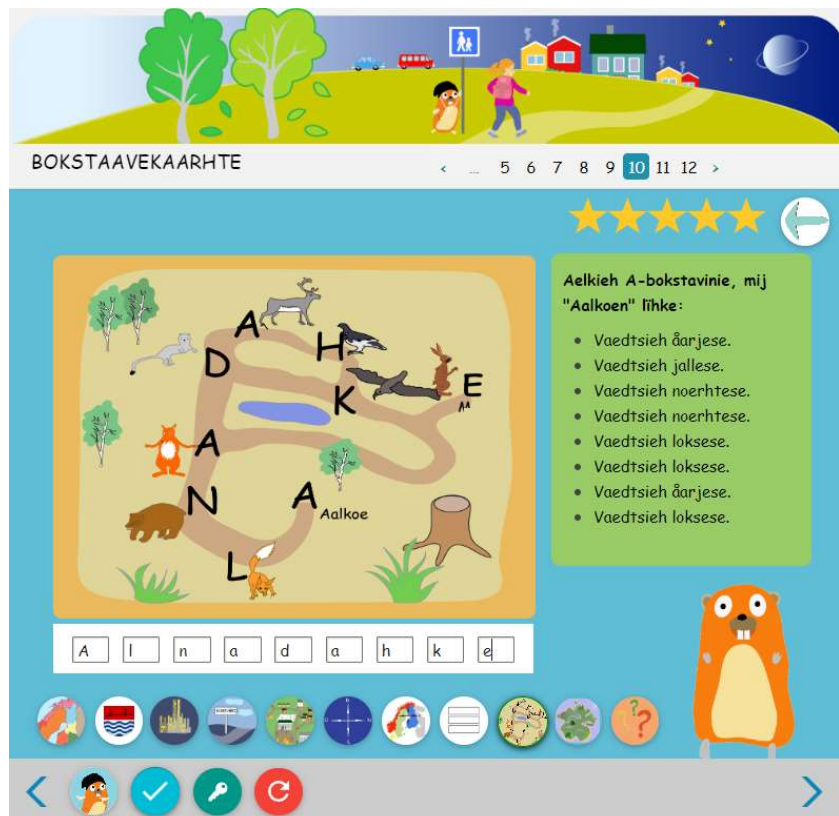 BOKSTAAVEKAARHTE
< ... 5 6 7 8 9 10 11 12 >
Aelkieh A-bokstavinie, mij
"Aalkoen" lïhke:
• Vaedtsieh åarjese.
• Vaedtsieh jallese.
• Vaedtsieh noerhtese.
• Vaedtsieh noerhtese.
• Vaedtsieh loksese.
• Vaedtsieh loksese.
• Vaedtsieh åarjese.
• Vaedtsieh loksese.
A
H
D
E
K
A
N
A
Aalkoe
L
A l n a d a h k e